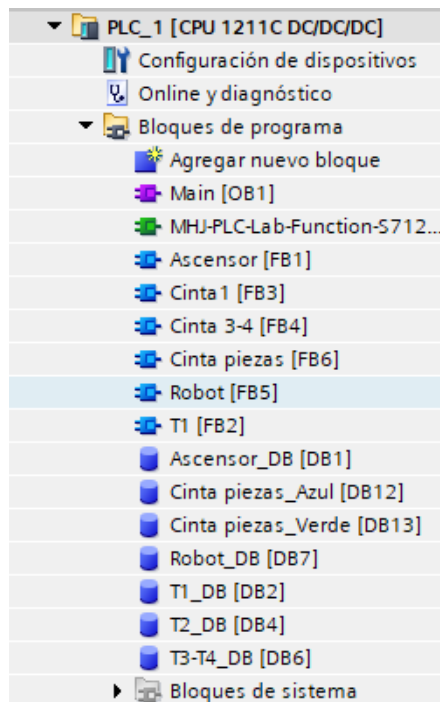 PLC_1 [CPU 1211C DC/DC/DC]
Configuración de dispositivos
Online y diagnóstico
Bloques de programa
Agregar nuevo bloque
Main [OB1]
MHJ-PLC-Lab-Function-S712...
Ascensor [FB1]
Cinta1 [FB3]
Cinta 3-4 [FB4]
Cinta piezas [FB6]
Robot [FB5]
T1 [FB2]
Ascensor_DB [DB1]
Cinta piezas_Azul [DB12]
Cinta piezas_Verde [DB13]
Robot_DB [DB7]
T1_DB [DB2]
T2_DB [DB4]
T3-T4_DB [DB6]
Bloques de sistema